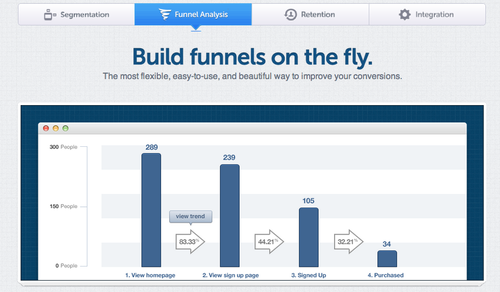 Segmentation
Funnel Analysis
Retention
Integration
Build funnels on the fly.
The most flexible, easy-to-use, and beautiful way to improve your conversions.
300 People
150 People
0 People
289
239
105
34
view trend
83.33%
44.21%
32.21%
1. View homepage
2. View sign up page
3. Signed Up
4. Purchased